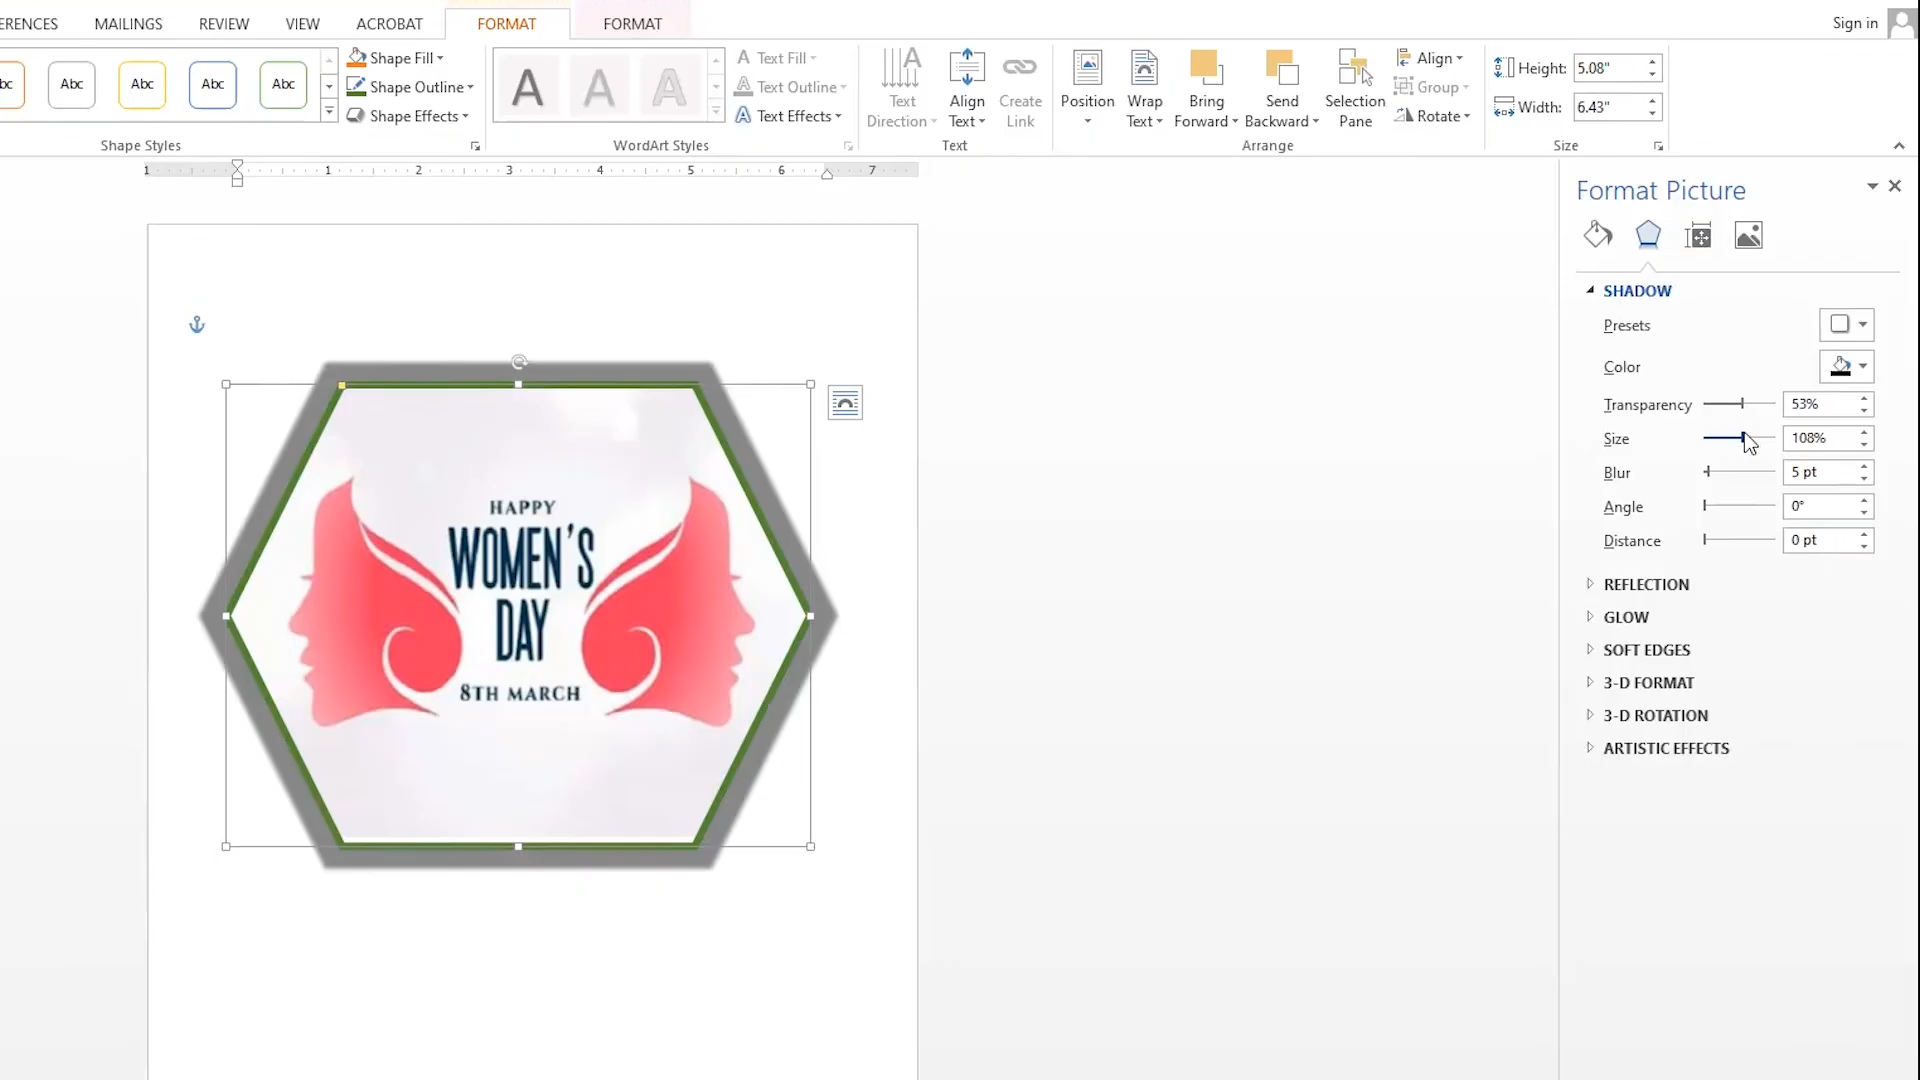 ERENCES MAILINGS REVIEW VIEW ACROBAT FORMAT FORMAT Sign in
Abc Abc Abc Abc
Shape Fill
Shape Outline
Shape Effects
Shape Styles
A A A
Text Fill
Text Outline
Text Effects
WordArt Styles
Text Direction
Align Text
Create Link
Text
Position
Wrap Text
Bring Forward
Send Backward
Selection Pane
Align
Group
Rotate
Arrange
Height: 5.08"
Width: 6.43"
Size
1 1 2 3 4 5 6 7
HAPPY
WOMEN'S
DAY
8TH MARCH
Format Picture
SHADOW
Presets
Color
Transparency 53%
Size 108%
Blur 5 pt
Angle 0°
Distance 0 pt
REFLECTION
GLOW
SOFT EDGES
3-D FORMAT
3-D ROTATION
ARTISTIC EFFECTS